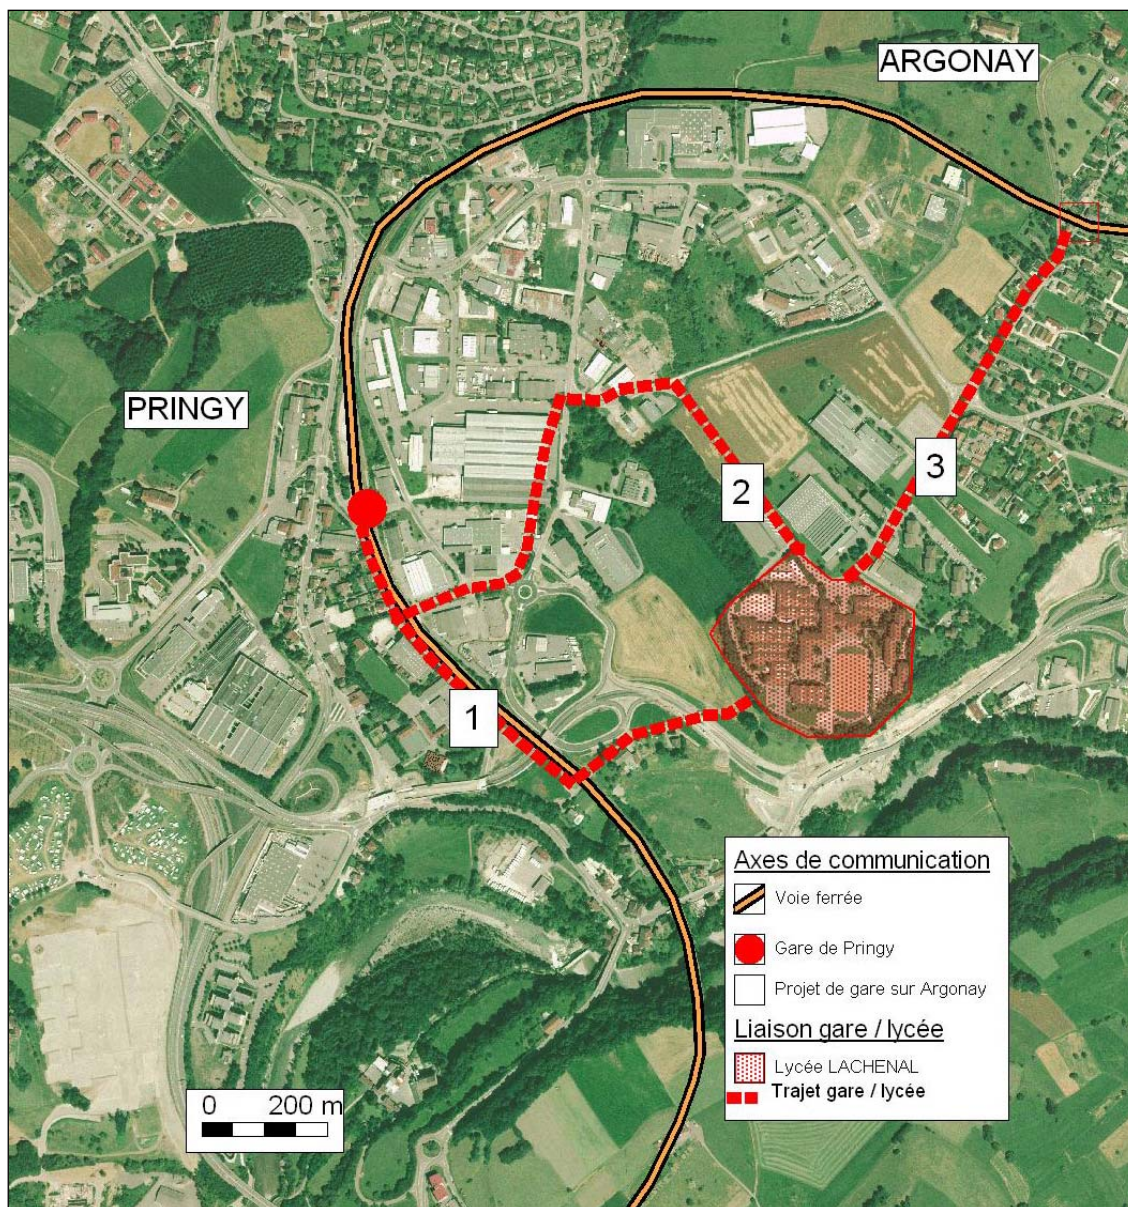 ARGONAY
PRINGY
2
3
1
Axes de communication
Voie ferrée
Gare de Pringy
Projet de gare sur Argonay
Liaison gare / lycée
Lycée LACHENAL
Trajet gare / lycée
0 200 m